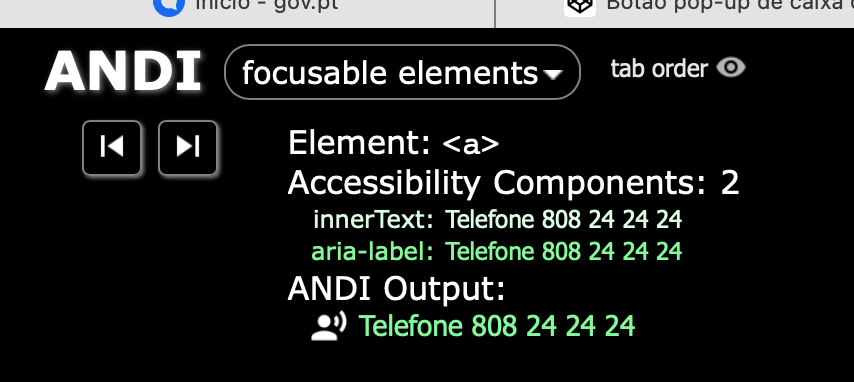 Início - gov.pt
Botão pop-up de caixa
ANDI focusable elements tab order
Element: <a>
Accessibility Components: 2
innerText: Telefone 808 24 24 24
aria-label: Telefone 808 24 24 24
ANDI Output:
Telefone 808 24 24 24